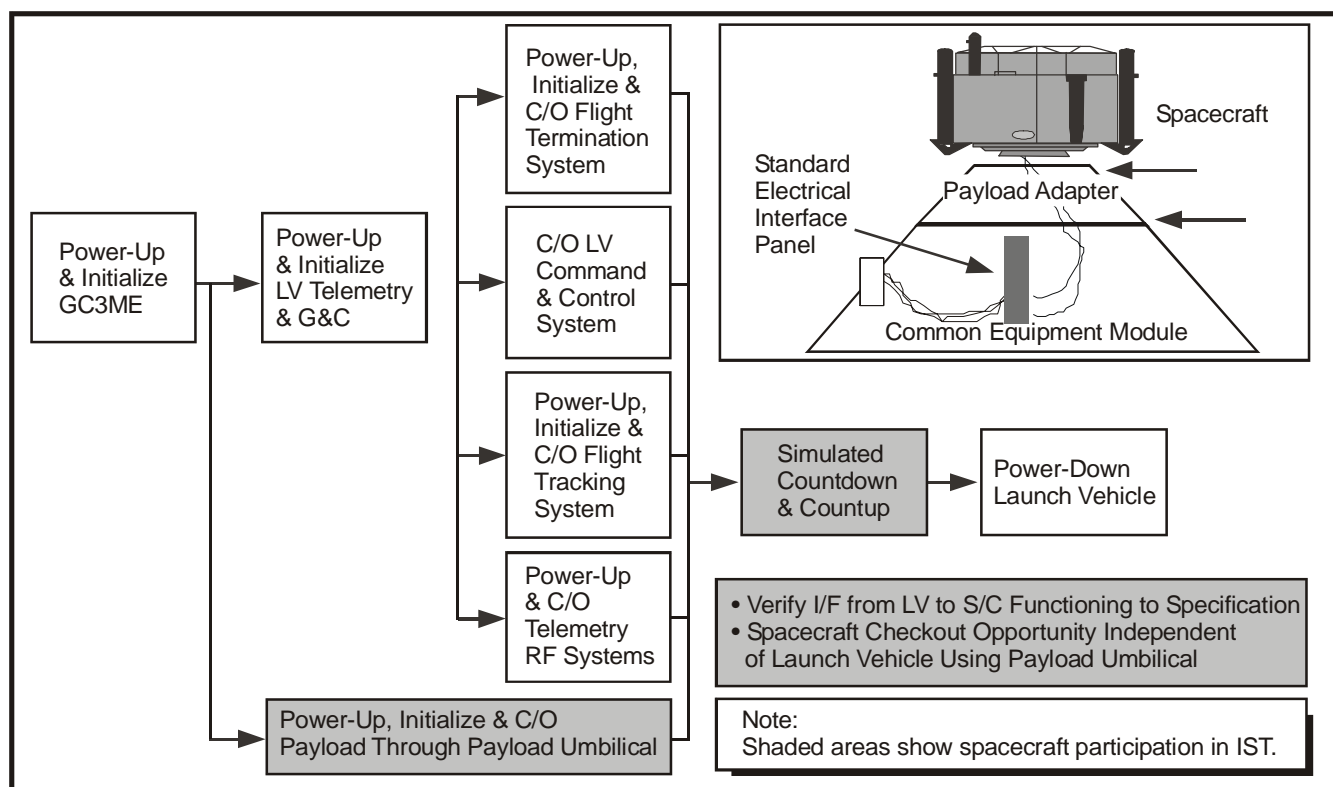 Power-Up
& Initialize
GC3ME
Power-Up
& Initialize
LV Telemetry
& G&C
Power-Up,
Initialize &
C/O Flight
Termination
System
C/O LV
Command
& Control
System
Power-Up,
Initialize &
C/O Flight
Tracking
System
Power-Up
& C/O
Telemetry
RF Systems
Power-Up, Initialize & C/O
Payload Through Payload Umbilical
Simulated
Countdown
& Countup
Power-Down
Launch Vehicle
Spacecraft
Standard
Electrical
Interface
Panel
Payload Adapter
Common Equipment Module
• Verify I/F from LV to S/C Functioning to Specification
• Spacecraft Checkout Opportunity Independent
of Launch Vehicle Using Payload Umbilical
Note:
Shaded areas show spacecraft participation in IST.